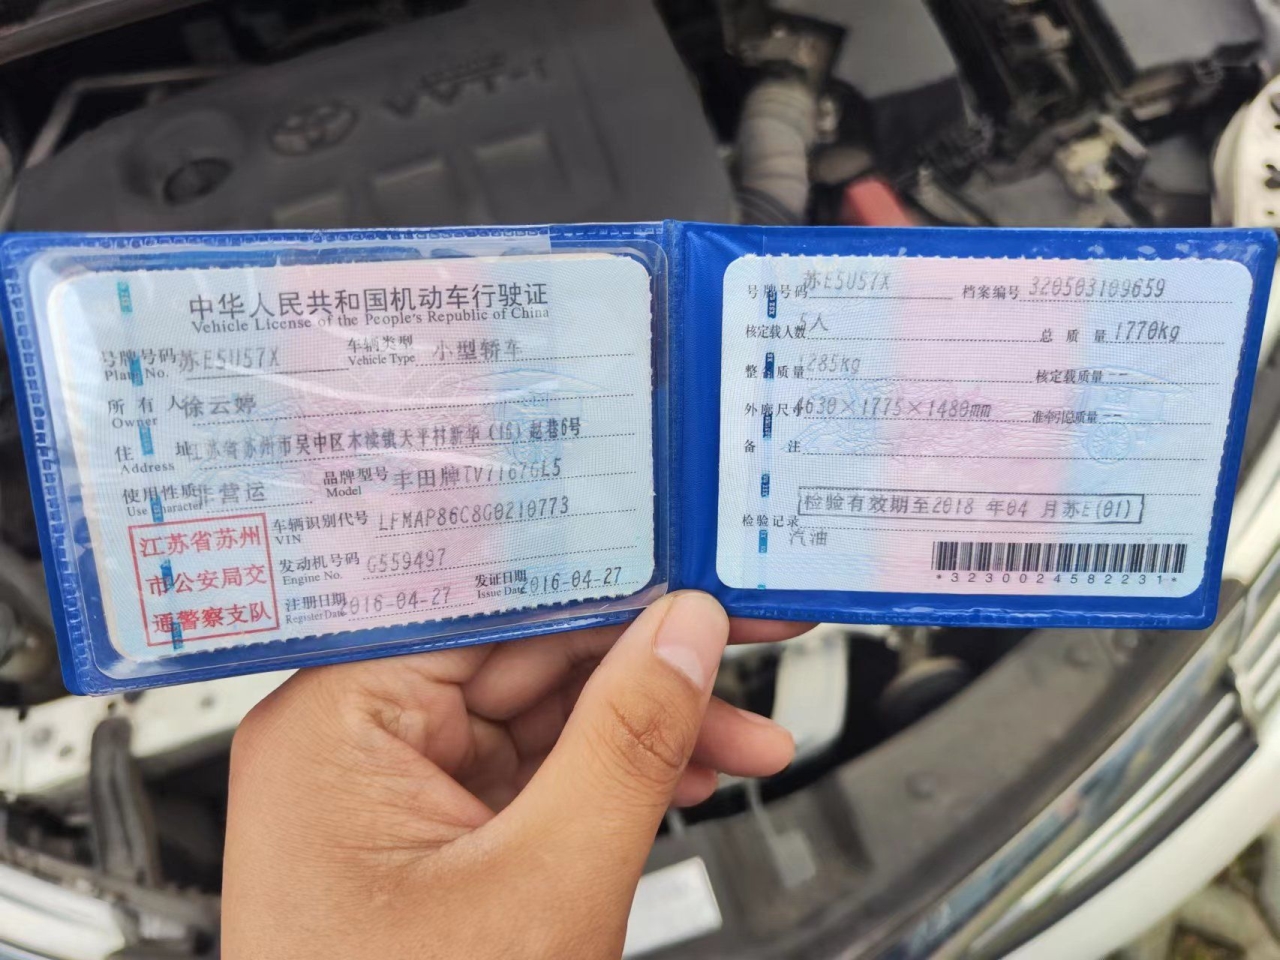 中华人民共和国机动车行驶证
Vehicle License of the People's Republic of China
号牌号码 苏E5U57X 车辆类型 小型轿车
Plate No. Vehicle Type
所有人 徐云婷
Owner
住址 江苏省苏州市吴中区木渎镇天平村新华(16)赵巷6号
Address
使用性质 非营运 品牌型号 丰田牌TV7167GL5
Use Character Model
江苏省苏州
市公安局交
通警察支队
车辆识别代号 LFMAP86C8G0210773
VIN
发动机号码 G559497
Engine No.
注册日期 2016-04-27 发证日期 2016-04-27
Register Date Issue Date
号牌号码 苏E5U57X 档案编号 320503109659
核定载人数 5人 总质量 1770kg
整备质量 1285kg 核定载质量 --
外廓尺寸 4630×1775×1480mm 准牵引总质量 --
备注
检验有效期至2018 年04 月苏E(01)
检验记录
汽油
*3230024582231*